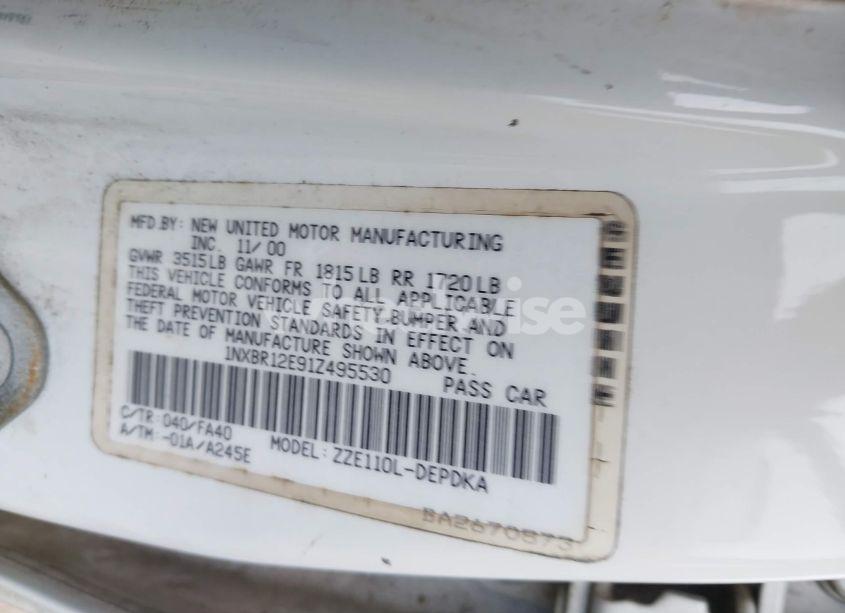 MFD.BY: NEW UNITED MOTOR MANUFACTURING
INC. 11/00
GVWR 3515LB GAWR FR 1815LB RR 1720LB
THIS VEHICLE CONFORMS TO ALL APPLICABLE
FEDERAL MOTOR VEHICLE SAFETY,BUMPER AND
THEFT PREVENTION STANDARDS IN EFFECT ON
THE DATE OF MANUFACTURE SHOWN ABOVE.
1NXBR12E91Z495530 PASS CAR
C/TR:040/FA40
A/TM:-01A/A245E MODEL:ZZE110L-DEPDKA
BA2670873